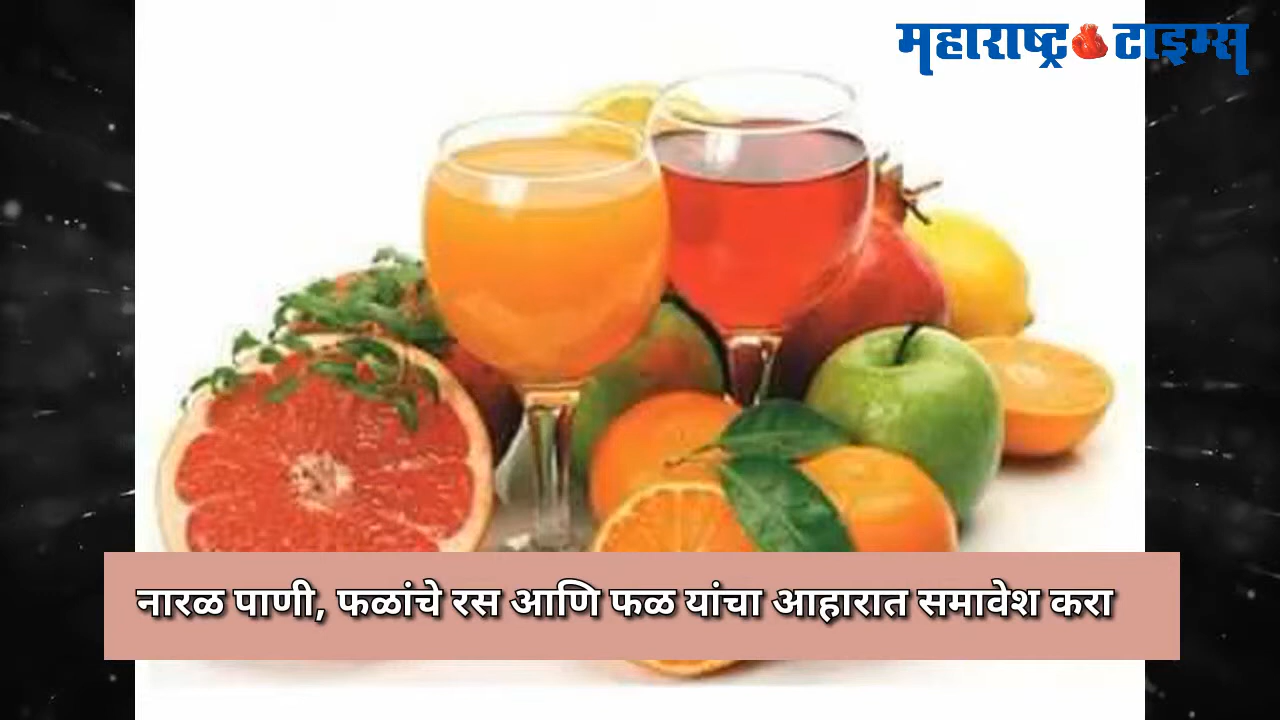 महाराष्ट्र टाइम्स
नारळ पाणी, फळांचे रस आणि फळ यांचा आहारात समावेश करा